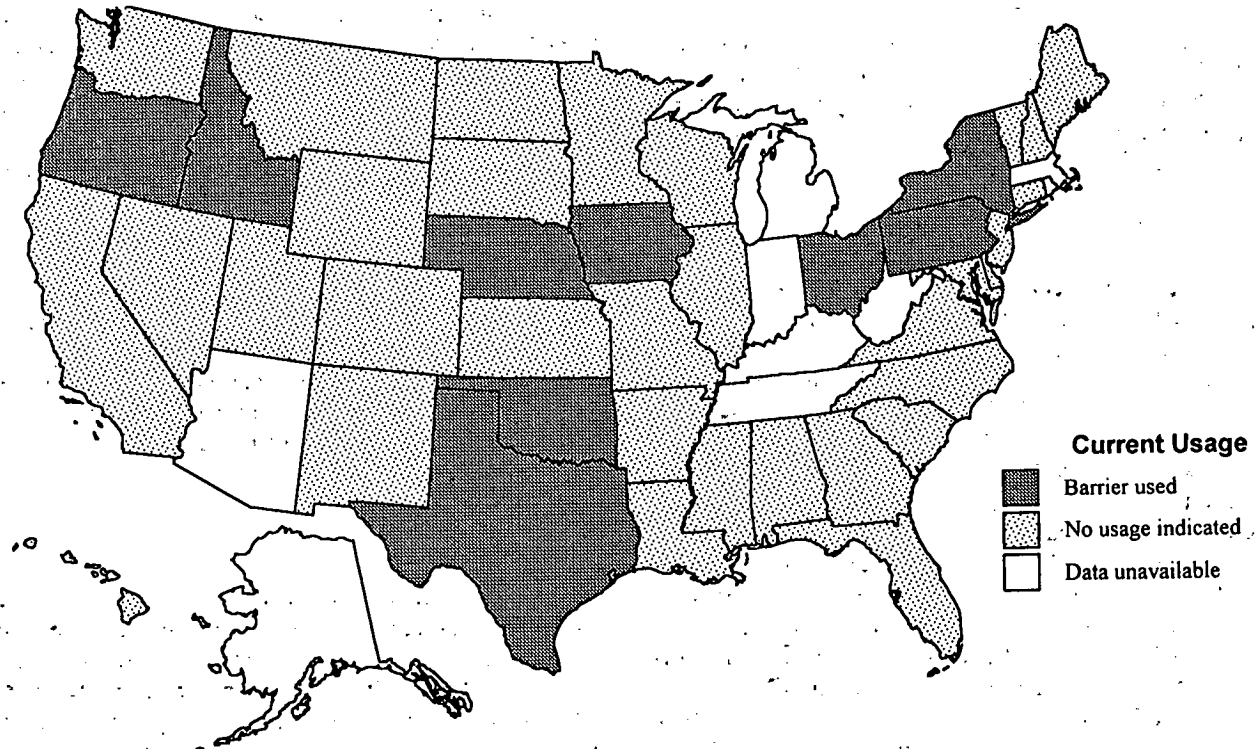 Current Usage
Barrier used
No usage indicated
Data unavailable